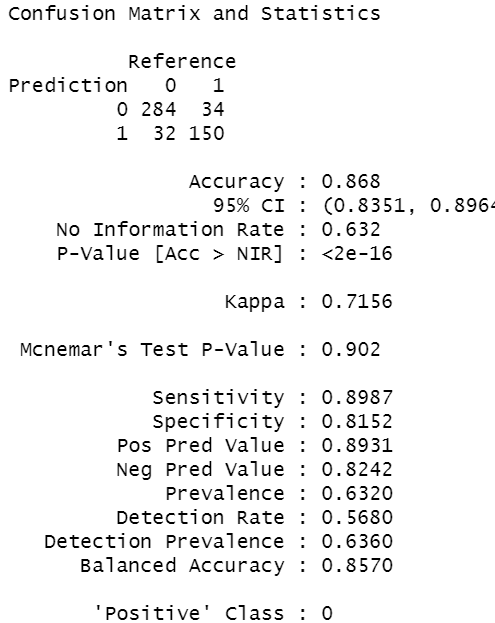 Confusion Matrix and Statistics
Reference
Prediction 0 1
0 284 34
1 32 150
Accuracy : 0.868
95% CI : (0.8351, 0.8964
No Information Rate : 0.632
P-Value [Acc > NIR] : <2e-16
Kappa : 0.7156
Mcnemar's Test P-Value : 0.902
Sensitivity : 0.8987
Specificity : 0.8152
Pos Pred Value : 0.8931
Neg Pred Value : 0.8242
Prevalence : 0.6320
Detection Rate : 0.5680
Detection Prevalence : 0.6360
Balanced Accuracy : 0.8570
'Positive' Class : 0